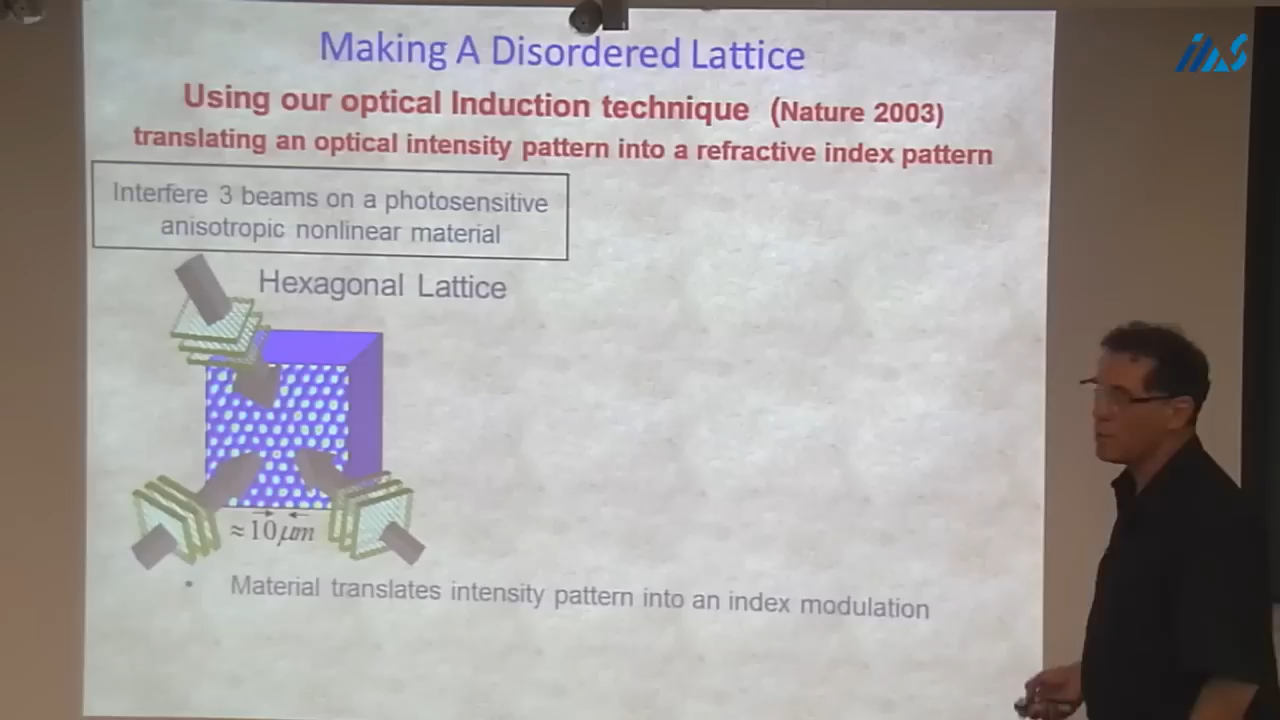 Making A Disordered Lattice
Using our optical Induction technique (Nature 2003)
translating an optical intensity pattern into a refractive index pattern
Interfere 3 beams on a photosensitive
anisotropic nonlinear material
Hexagonal Lattice
≈10μm
• Material translates intensity pattern into an index modulation
ibS